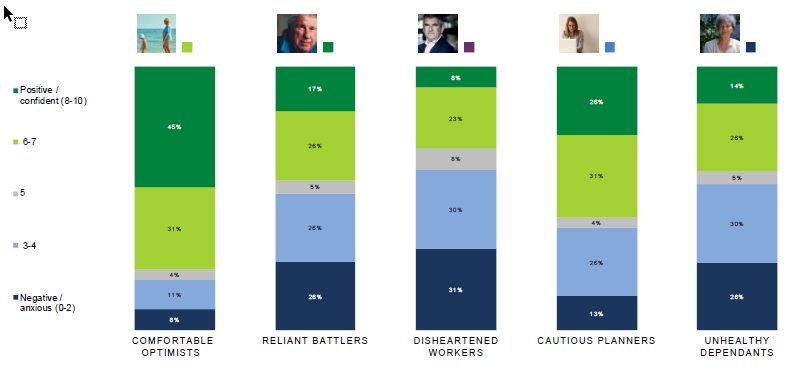 Positive /
confident (8-10)
6-7
5
3-4
Negative /
anxious (0-2)
45%
31%
4%
11%
8%
17%
26%
5%
26%
26%
8%
23%
8%
30%
31%
26%
31%
4%
26%
13%
14%
26%
5%
30%
26%
COMFORTABLE
OPTIMISTS
RELIANT BATTLERS
DISHEARTENED
WORKERS
CAUTIOUS PLANNERS
UNHEALTHY
DEPENDANTS